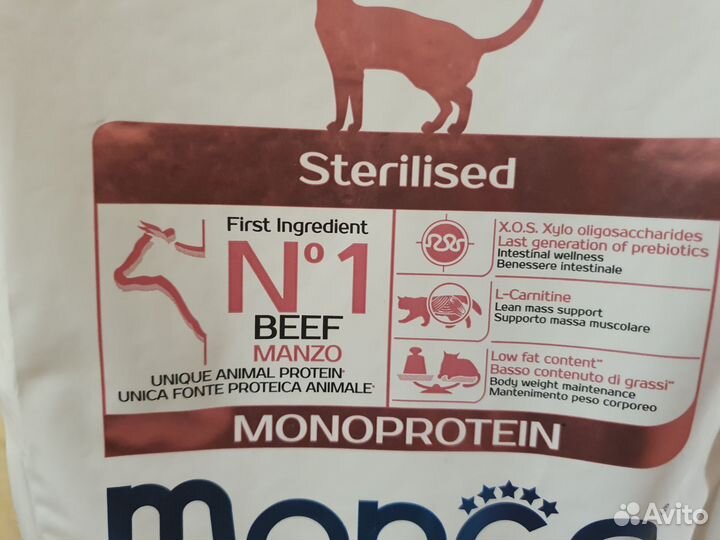 Sterilised
First Ingredient
N°1
BEEF
MANZO
UNIQUE ANIMAL PROTEIN*
UNICA FONTE PROTEICA ANIMALE*
X.O.S. Xylo oligosaccharides
Last generation of prebiotics
Intestinal wellness
Benessere intestinale
L-Carnitine
Lean mass support
Supporto massa muscolare
Low fat content**
Basso contenuto di grassi**
Body weight maintenance
Mantenimento peso corporeo
MONOPROTEIN
Avito